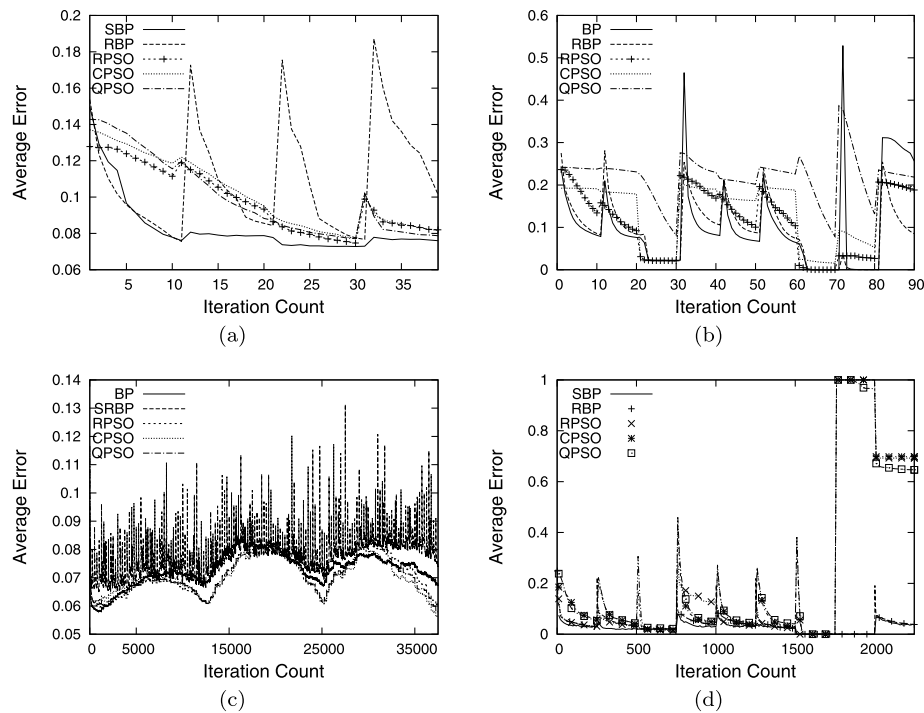 0.2
0.18
0.16
0.14
0.12
0.1
0.08
0.06
Average Error
SBP
RBP
RPSO
CPSO
QPSO
5 10 15 20 25 30 35
Iteration Count
(a)
0.6
0.5
0.4
0.3
0.2
0.1
0
Average Error
BP
RBP
RPSO
CPSO
QPSO
0 10 20 30 40 50 60 70 80 90
Iteration Count
(b)
0.14
0.13
0.12
0.11
0.1
0.09
0.08
0.07
0.06
0.05
Average Error
BP
SRBP
RPSO
CPSO
QPSO
5000 15000 25000 35000
Iteration Count
(c)
1
0.8
0.6
0.4
0.2
0
Average Error
SBP
RBP
RPSO
CPSO
QPSO
0 500 1000 1500 2000
Iteration Count
(d)